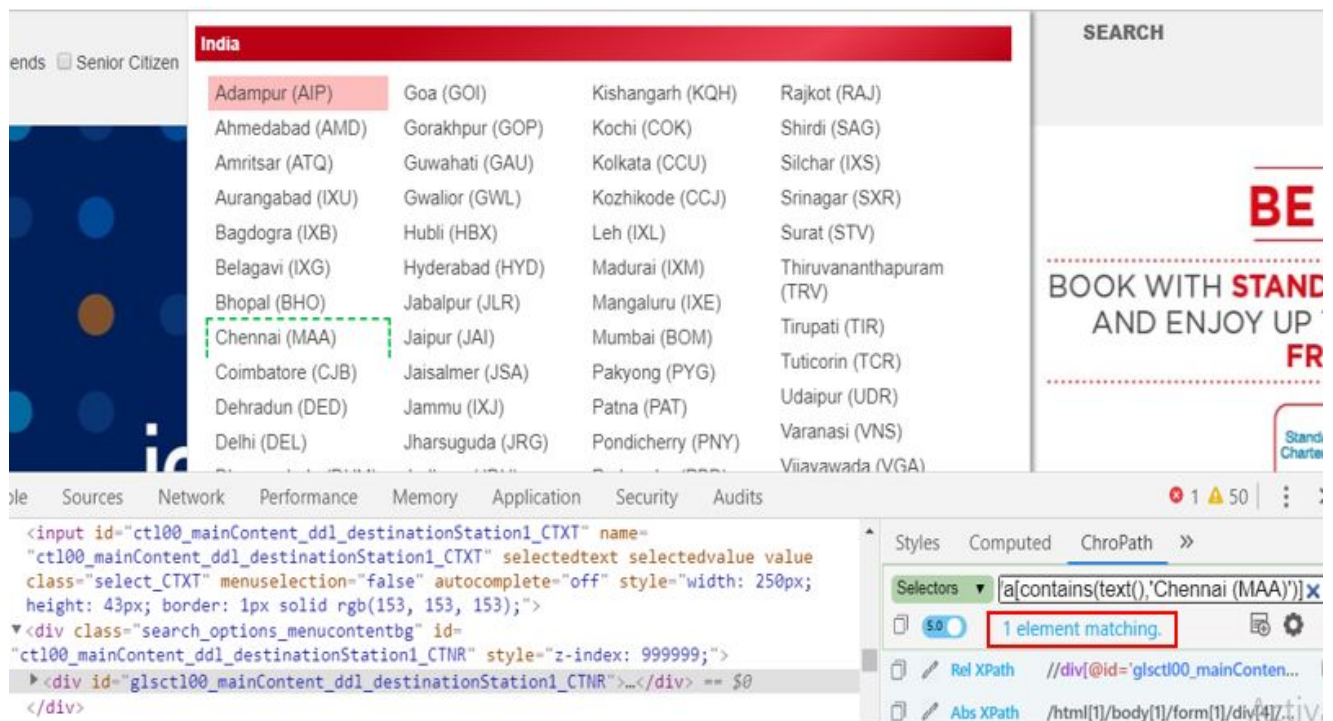 SEARCH
India
ends Senior Citizen
Adampur (AIP) Goa (GOI) Kishangarh (KQH) Rajkot (RAJ)
Ahmedabad (AMD) Gorakhpur (GOP) Kochi (COK) Shirdi (SAG)
Amritsar (ATQ) Guwahati (GAU) Kolkata (CCU) Silchar (IXS)
Aurangabad (IXU) Gwalior (GWL) Kozhikode (CCJ) Srinagar (SXR)
Bagdogra (IXB) Hubli (HBX) Leh (IXL) Surat (STV)
Belagavi (IXG) Hyderabad (HYD) Madurai (IXM) Thiruvananthapuram
(TRV)
Bhopal (BHO) Jabalpur (JLR) Mangaluru (IXE)
Tirupati (TIR)
Chennai (MAA) Jaipur (JAI) Mumbai (BOM)
Tuticorin (TCR)
Coimbatore (CJB) Jaisalmer (JSA) Pakyong (PYG)
Udaipur (UDR)
Dehradun (DED) Jammu (IXJ) Patna (PAT)
Varanasi (VNS)
Delhi (DEL) Jharsuguda (JRG) Pondicherry (PNY)
Vijayawada (VGA)
BE
BOOK WITH STAND
AND ENJOY UP
FR
Standa
Charte
Sources Network Performance Memory Application Security Audits 1 50
<input id="ctl00_mainContent_ddl_destinationStation1_CTXT" name=
"ctl00_mainContent_ddl_destinationStation1_CTXT" selectedtext selectedvalue value
class="select_CTXT" menuselection="false" autocomplete="off" style="width: 250px;
height: 43px; border: 1px solid rgb(153, 153, 153);">
<div class="search_options_menucontentbg" id=
"ctl00_mainContent_ddl_destinationStation1_CTNR" style="z-index: 999999;">
<div id="glsctl00_mainContent_ddl_destinationStation1_CTNR">…</div> == $0
</div>
Styles Computed ChroPath »
Selectors 'a[contains(text(),'Chennai (MAA)')]
5.0 1 element matching.
Rel XPath //div[@id='glsctl00_mainConten...
Abs XPath /html[1]/body[1]/form[1]/div[4]/